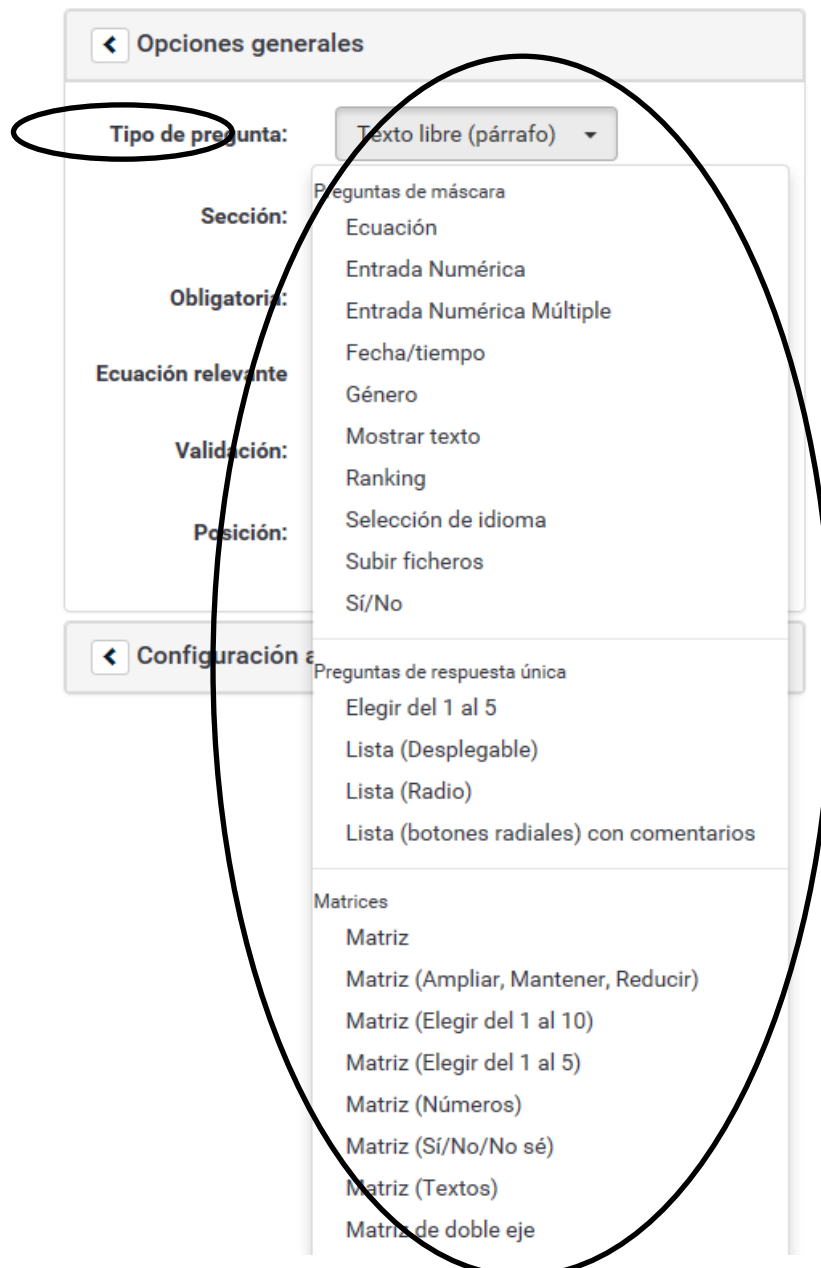 Opciones generales
Tipo de pregunta: Texto libre (párrafo)
Preguntas de máscara
Sección:
Ecuación
Entrada Numérica
Obligatoria:
Entrada Numérica Múltiple
Fecha/tiempo
Ecuación relevante
Género
Mostrar texto
Validación:
Ranking
Selección de idioma
Posición:
Subir ficheros
Sí/No
Configuración a
Preguntas de respuesta única
Elegir del 1 al 5
Lista (Desplegable)
Lista (Radio)
Lista (botones radiales) con comentarios
Matrices
Matriz
Matriz (Ampliar, Mantener, Reducir)
Matriz (Elegir del 1 al 10)
Matriz (Elegir del 1 al 5)
Matriz (Números)
Matriz (Sí/No/No sé)
Matriz (Textos)
Matriz de doble eje